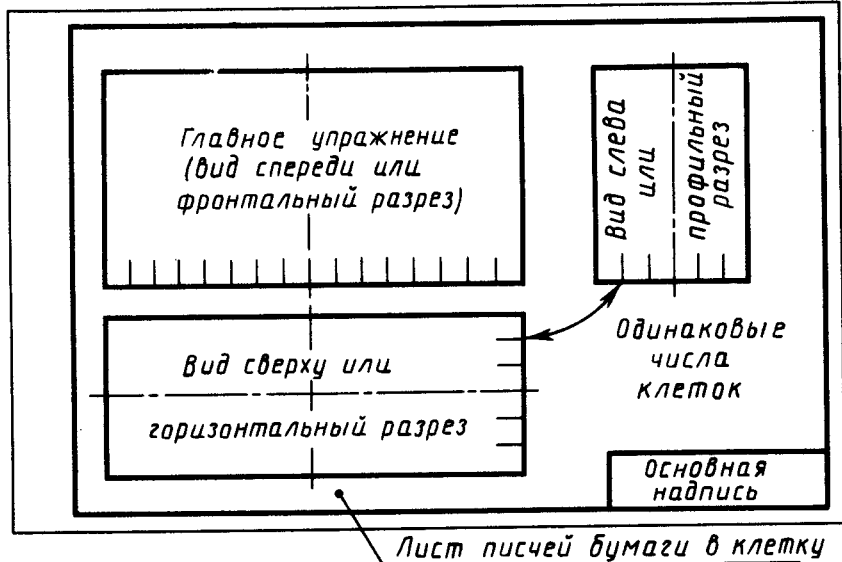 Главное упражнение
(вид спереди или
фронтальный разрез)
Вид слева
или
профильный
разрез
Вид сверху или
горизонтальный разрез
Одинаковые
числа
клеток
Основная
надпись
Лист писчей бумаги в клетку